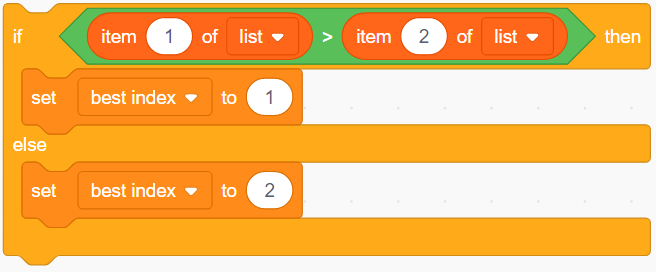 if item 1 of list > item 2 of list then
set best index to 1
else
set best index to 2